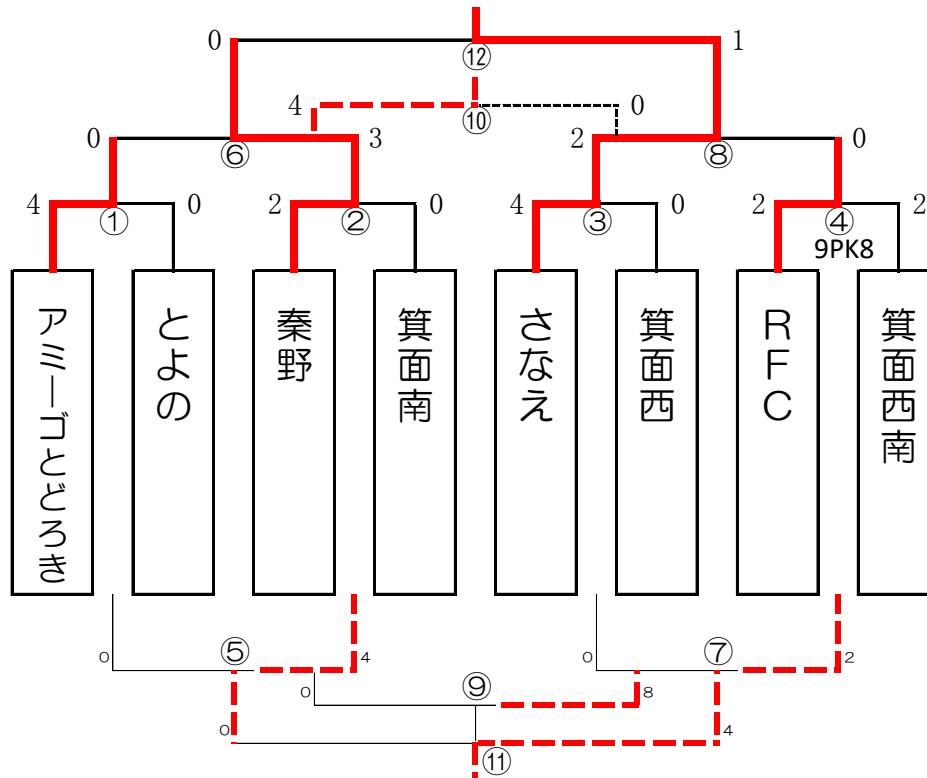 0 1
⑫
4 ⑩ 0
0 ⑥ 3 2 ⑧ 0
4 ① 0 2 ② 0 4 ③ 0 2 ④ 2
9PK8
アミーゴとどろき
とよの
秦野
箕面南
さなえ
箕面西
RFC
箕面西南
0 ⑤ 4 0 ⑦ 2
0 ⑨ 8
0 ⑪ 4